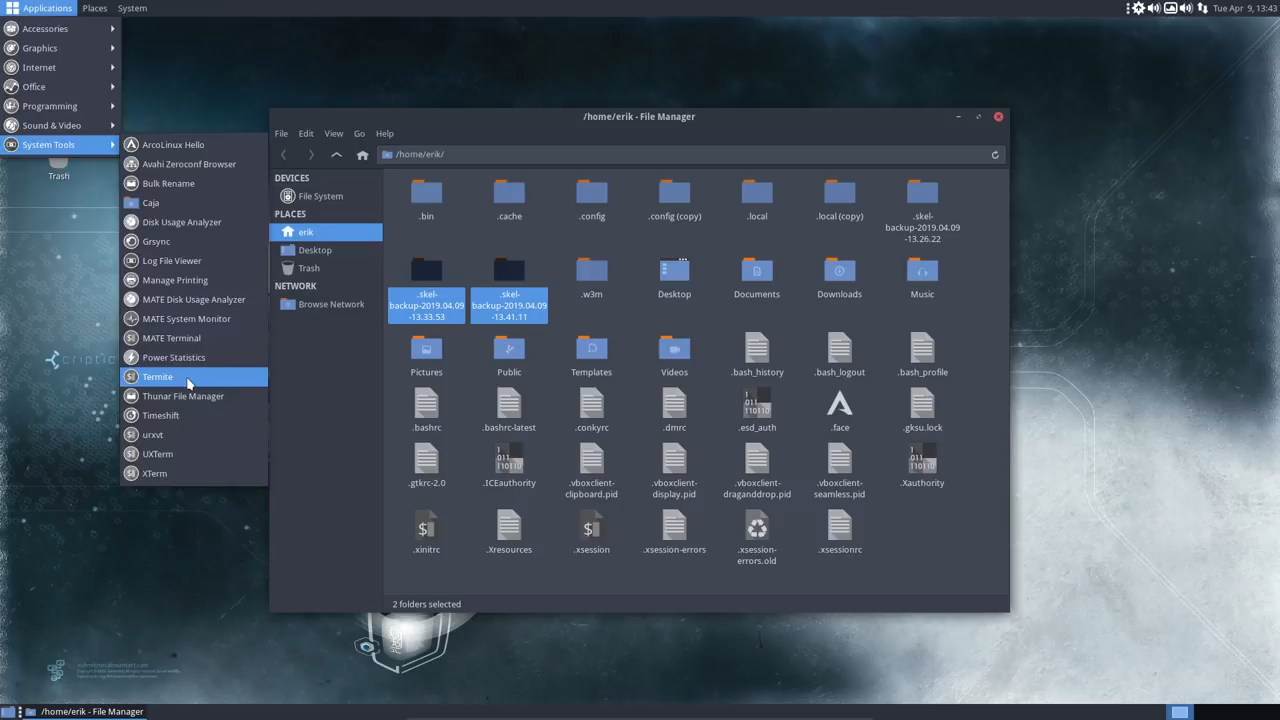 Applications Places System
Tue Apr 9, 13:43
Accessories
Graphics
Internet
Office
Programming
Sound & Video
System Tools
Trash
ArcoLinux Hello
Avahi Zeroconf Browser
Bulk Rename
Caja
Disk Usage Analyzer
Grsync
Log File Viewer
Manage Printing
MATE Disk Usage Analyzer
MATE System Monitor
MATE Terminal
Power Statistics
Termite
Thunar File Manager
Timeshift
urxvt
UXTerm
XTerm
/home/erik - File Manager
File Edit View Go Help
/home/erik/
DEVICES
File System
PLACES
erik
Desktop
Trash
NETWORK
Browse Network
.bin
.cache
.config
.config (copy)
.local
.local (copy)
.skel-
backup-2019.04.09
-13.26.22
.skel-
backup-2019.04.09
-13.33.53
.skel-
backup-2019.04.09
-13.41.11
.w3m
Desktop
Documents
Downloads
Music
Pictures
Public
Templates
Videos
.bash_history
.bash_logout
.bash_profile
.bashrc
.bashrc-latest
.conkyrc
.dmrc
.esd_auth
.face
.gksu.lock
.gtkrc-2.0
.ICEauthority
.vboxclient-
clipboard.pid
.vboxclient-
display.pid
.vboxclient-
draganddrop.pid
.vboxclient-
seamless.pid
.Xauthority
.xinitrc
.Xresources
.xsession
.xsession-errors
.xsession-
errors.old
.xsessionrc
2 folders selected
/home/erik - File Manager